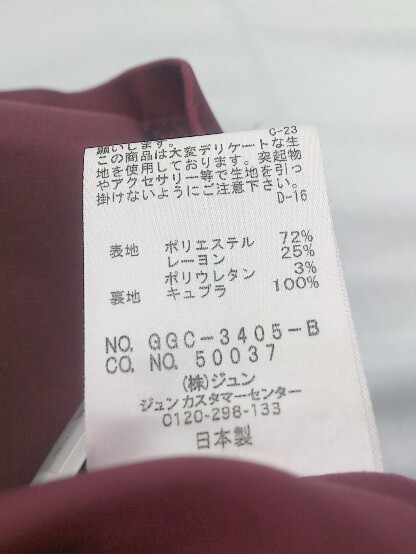 願いします。
C-23
この商品は大変デリケートな生
地を使用しております。突起物
やアクセサリー等で生地を引っ
掛けないようにご注意下さい。
D-16
表地 ポリエステル 72%
レーヨン 25%
ポリウレタン 3%
裏地 キュプラ 100%
NO. GGC-3405-B
CO. NO. 50037
(株)ジュン
ジュンカスタマーセンター
0120-298-133
日本製